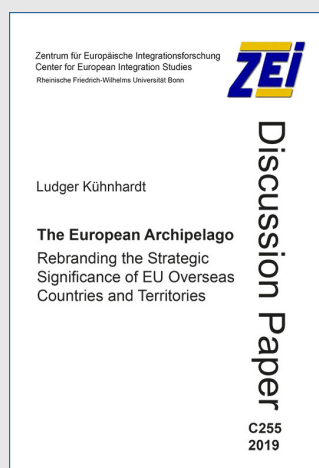 Zentrum für Europäische Integrationsforschung
Center for European Integration Studies
Rheinische Friedrich-Wilhelms Universität Bonn
ZEI
Discussion Paper
Ludger Kühnhardt
The European Archipelago
Rebranding the Strategic
Significance of EU Overseas
Countries and Territories
C255
2019